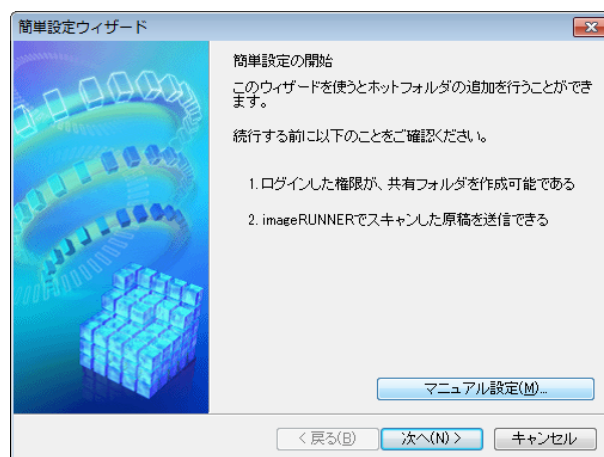 簡単設定ウィザード
簡単設定の開始
このウィザードを使うとホットフォルダの追加を行うことができ
ます。
続行する前に以下のことをご確認ください。
1.ログインした権限が、共有フォルダを作成可能である
2. imageRUNNERでスキャンした原稿を送信できる
マニュアル設定(M)...
< 戻る(B) 次へ(N) > キャンセル